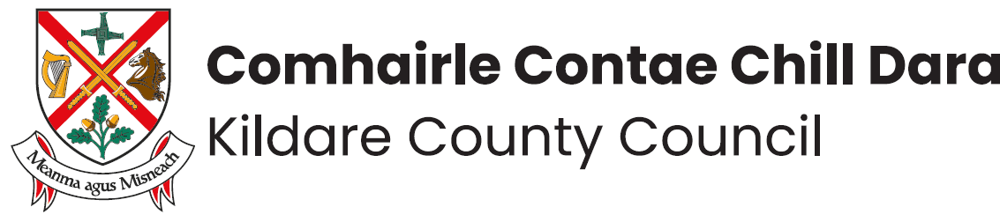 Comhairle Contae Chill Dara
Kildare County Council
Meanma agus Misneach